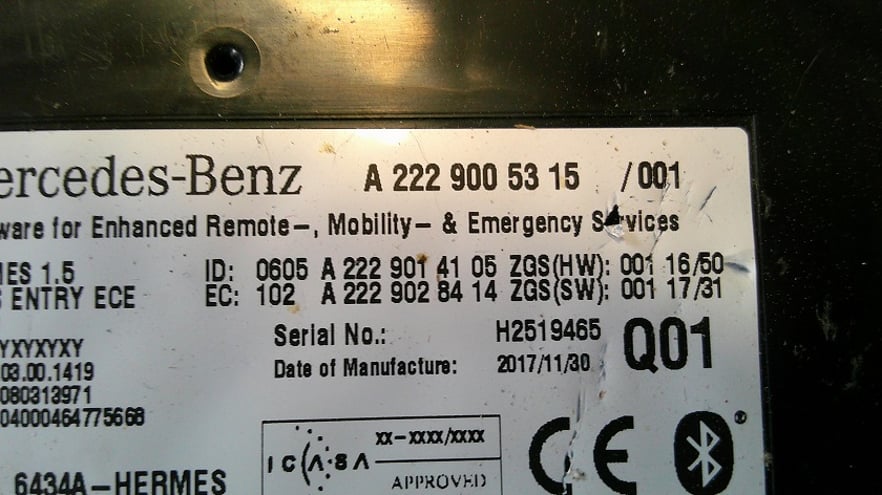 ercedes-Benz A 222 900 53 15 /001
ware for Enhanced Remote-, Mobility- & Emergency Services
MES 1.5 ID: 0605 A 222 901 41 05 ZGS(HW): 001 16/50
S ENTRY ECE EC: 102 A 222 902 84 14 ZGS(SW): 001 17/31
Serial No.: H2519465 Q01
YXYXYXY Date of Manufacture: 2017/11/30
03.00.1419
080313971
04000464775668
XX-XXXX/XXXX
ICASA
APPROVED
CE
6434A-HERMES